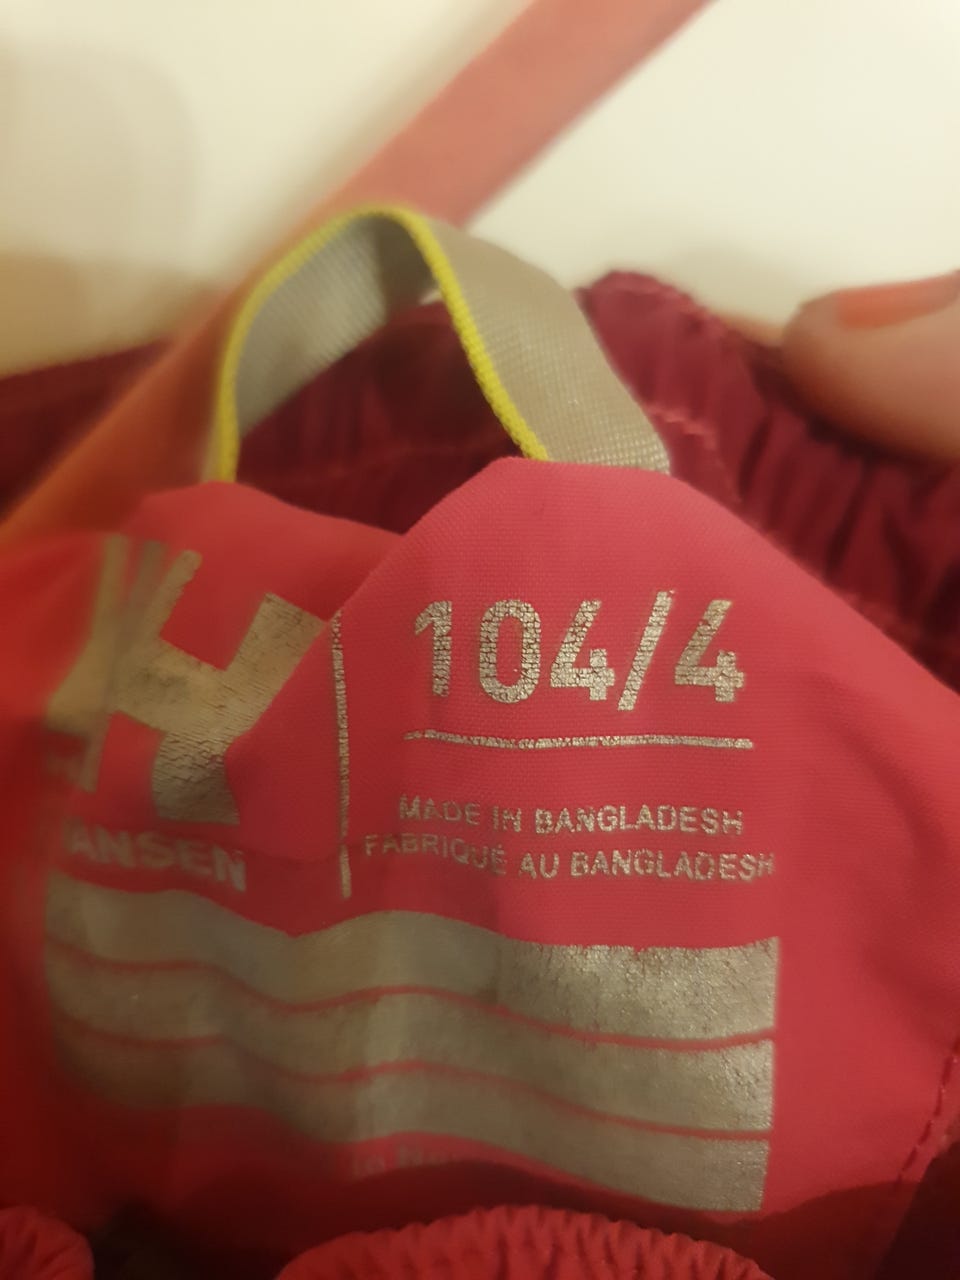 HH
104/4
MADE IN BANGLADESH
FABRIQUÉ AU BANGLADESH
ANSEN